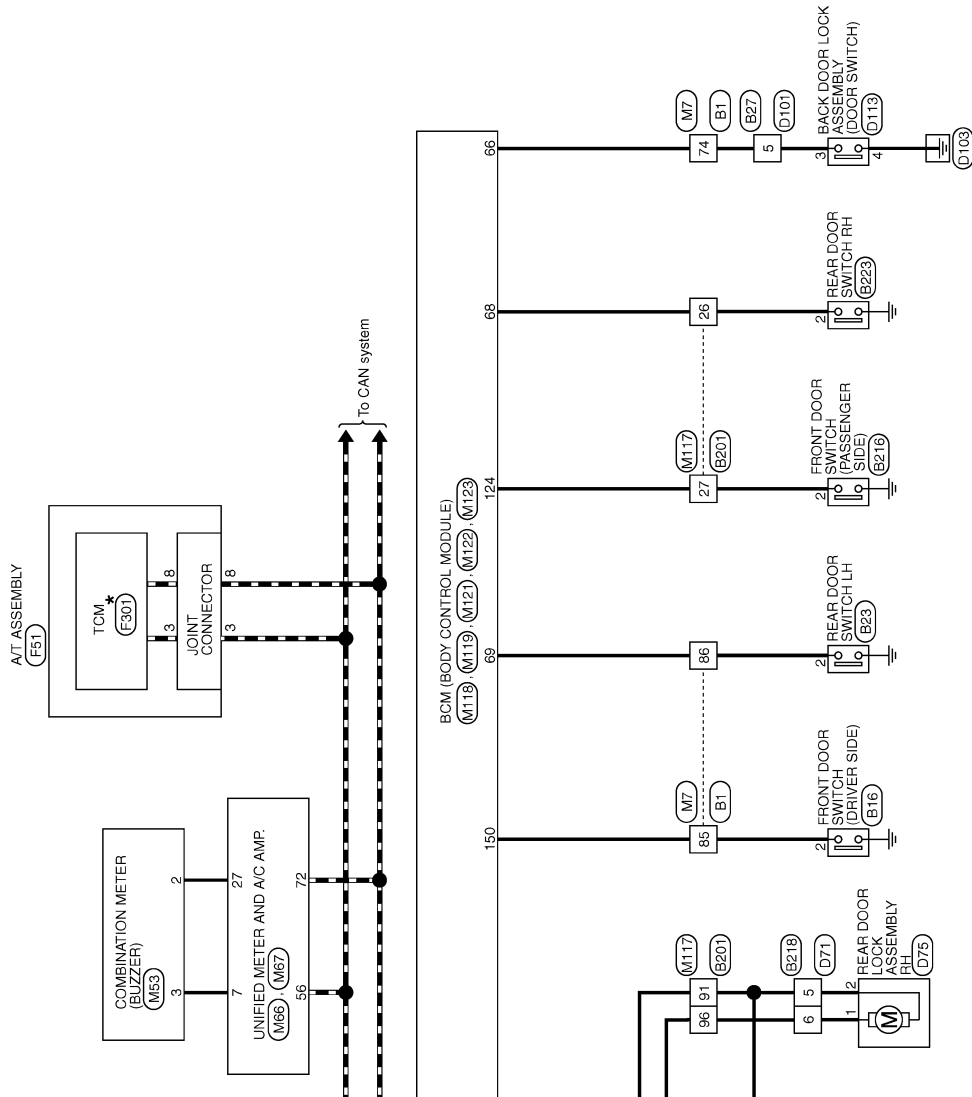 A/T ASSEMBLY
F51
TCM
*
F301
3
8
JOINT
CONNECTOR
3
8
To CAN system
COMBINATION METER
(BUZZER)
M53
3
2
7
27
UNIFIED METER AND A/C AMP.
M66 , M67
56
72
BCM (BODY CONTROL MODULE)
M118 , M119 , M121 , M122 , M123
150
69
124
68
66
M117
B201
96
91
B218
D71
6
5
1
2
M
REAR DOOR
LOCK
ASSEMBLY
RH
D75
M7
B1
85
86
2
FRONT DOOR
SWITCH
(DRIVER SIDE)
B16
2
REAR DOOR
SWITCH LH
B23
M117
B201
27
26
2
FRONT DOOR
SWITCH
(PASSENGER
SIDE)
B216
2
REAR DOOR
SWITCH RH
B223
M7
B1
74
B27
D101
5
3
4
BACK DOOR LOCK
ASSEMBLY
(DOOR SWITCH)
D113
D103